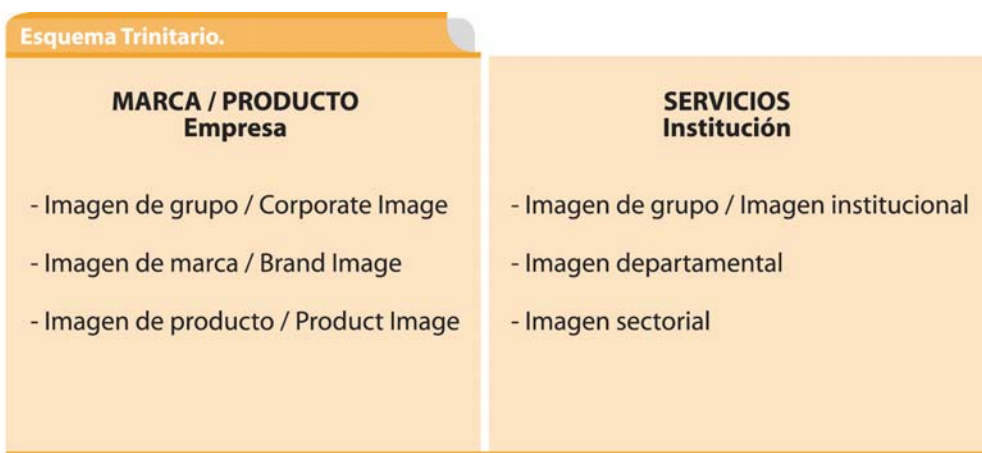 Esquema Trinitario.
MARCA / PRODUCTO
Empresa
- Imagen de grupo / Corporate Image
- Imagen de marca / Brand Image
- Imagen de producto / Product Image
SERVICIOS
Institución
- Imagen de grupo / Imagen institucional
- Imagen departamental
- Imagen sectorial